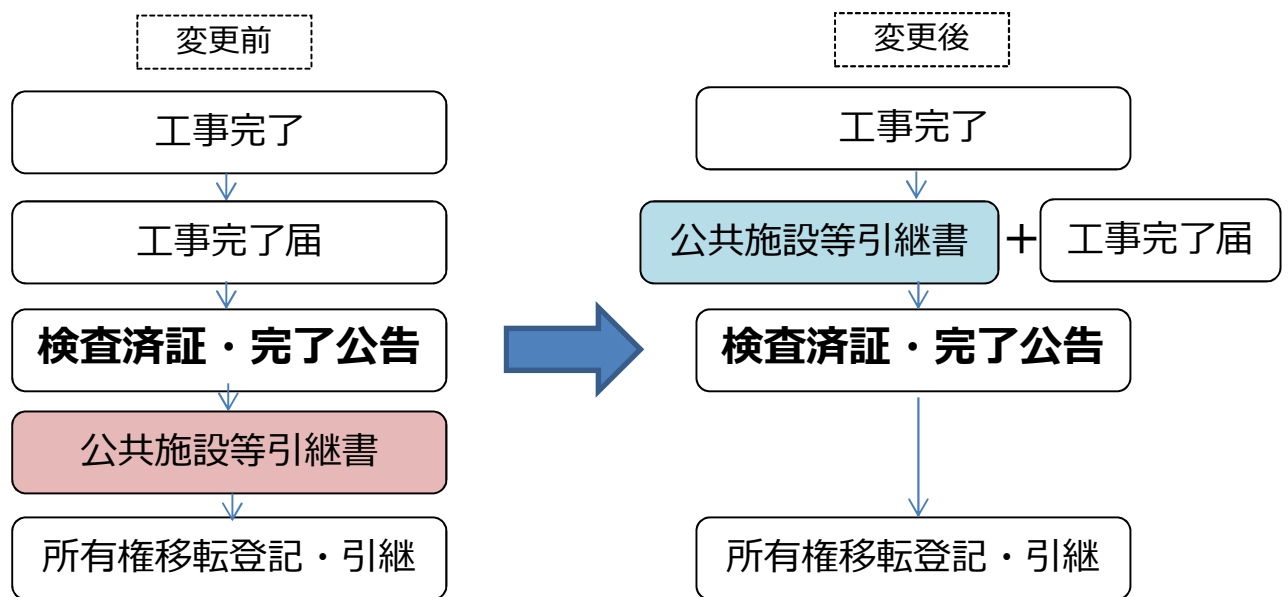 変更前
工事完了
工事完了届
検査済証・完了公告
公共施設等引継書
所有権移転登記・引継
変更後
工事完了
公共施設等引継書+工事完了届
検査済証・完了公告
所有権移転登記・引継